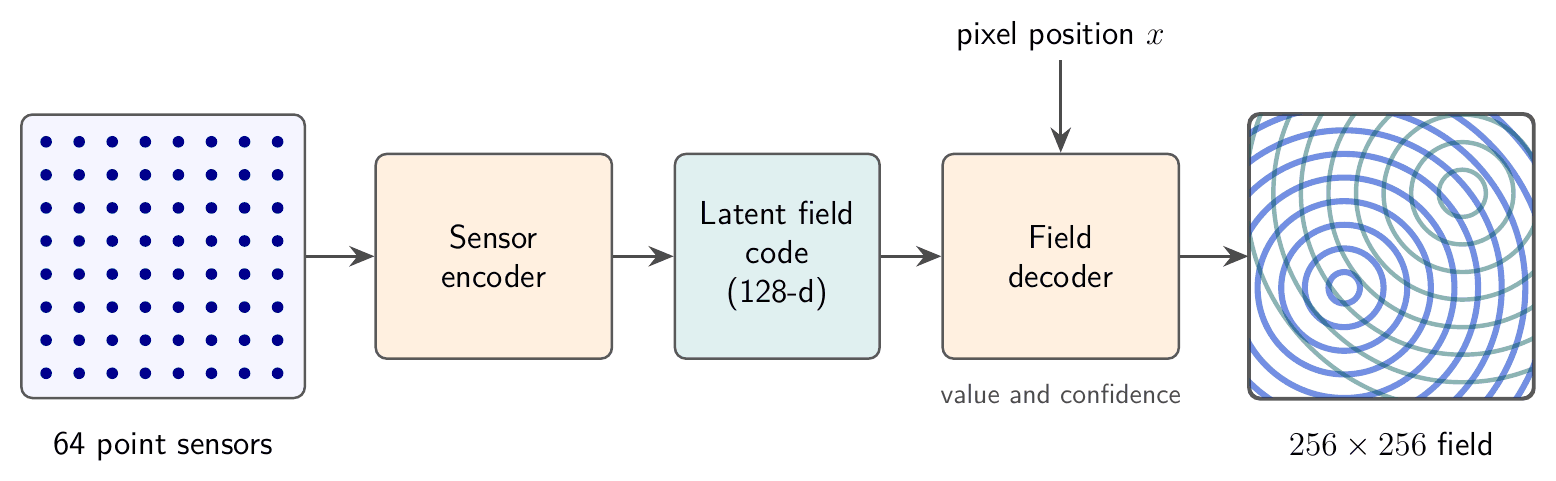 pixel position x
Sensor
encoder
Latent field
code
(128-d)
Field
decoder
value and confidence
64 point sensors
256 × 256 field